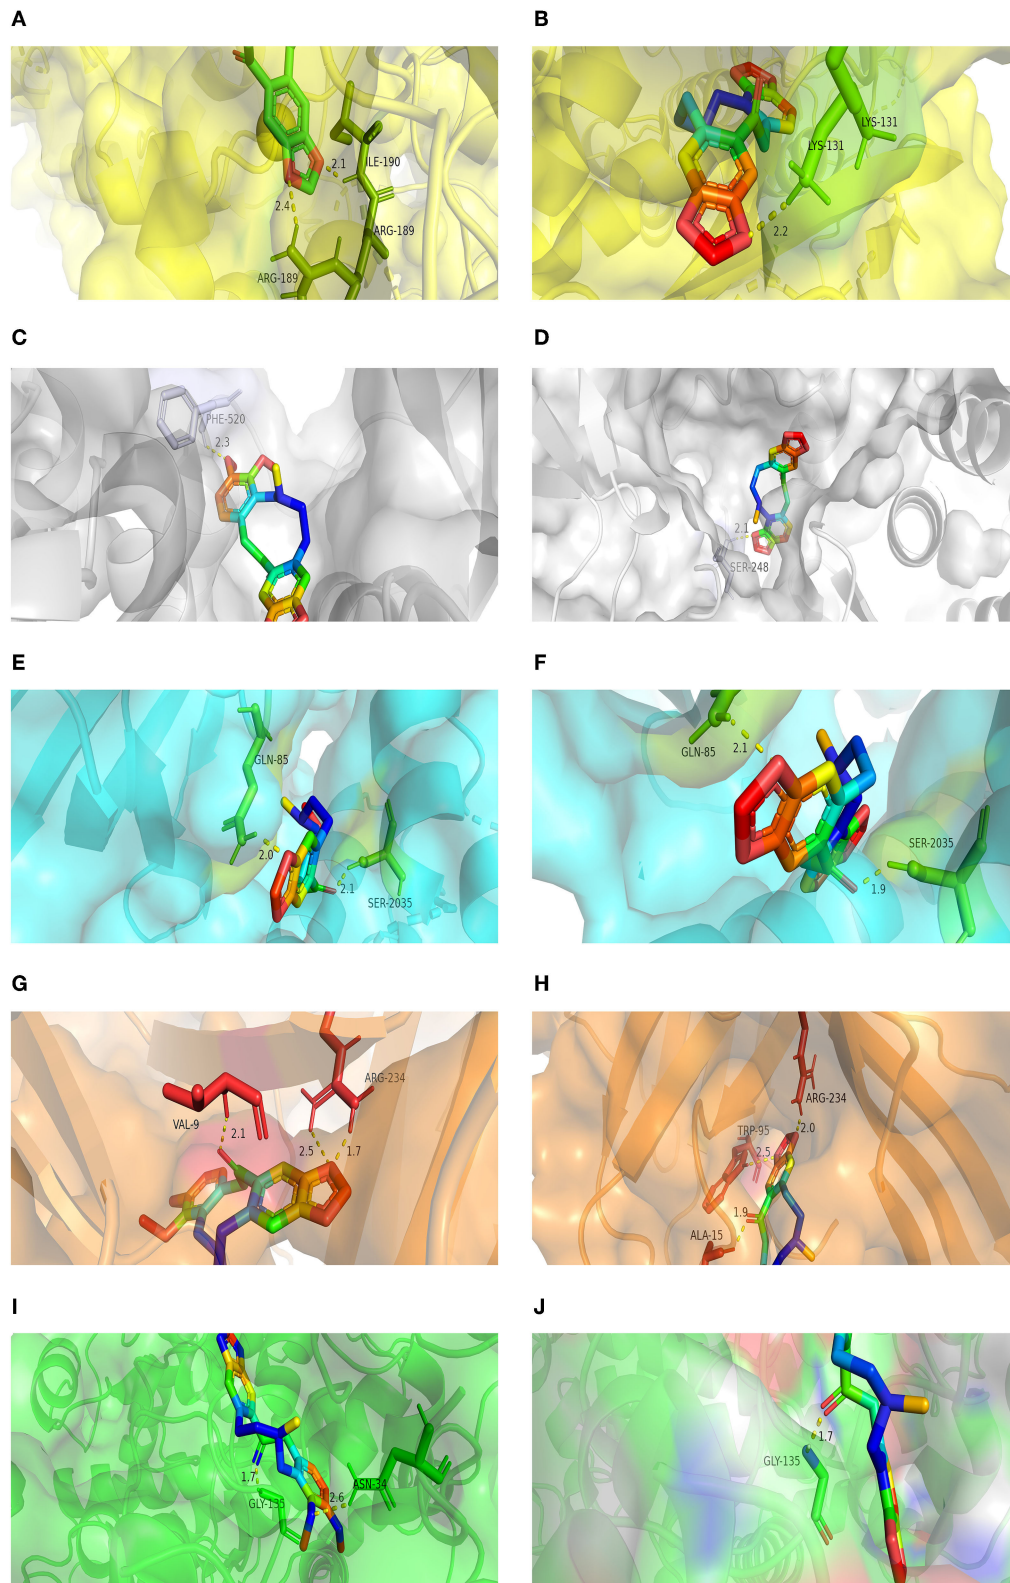 A
B
2.1
ILE-190
2.4
ARG-189
ARG-189
LYS-131
LYS-131
2.2
C
D
PHE-520
2.3
2.1
SER-248
E
F
GLN-85
2.0
2.1
SER-2035
GLN-85
2.1
SER-2035
1.9
G
H
ARG-234
VAL-9
2.1
2.5
1.7
ARG-234
2.0
TRP-95
2.5
1.9
ALA-15
I
J
1.7
ASN-34
2.6
GLY-135
1.7
GLY-135